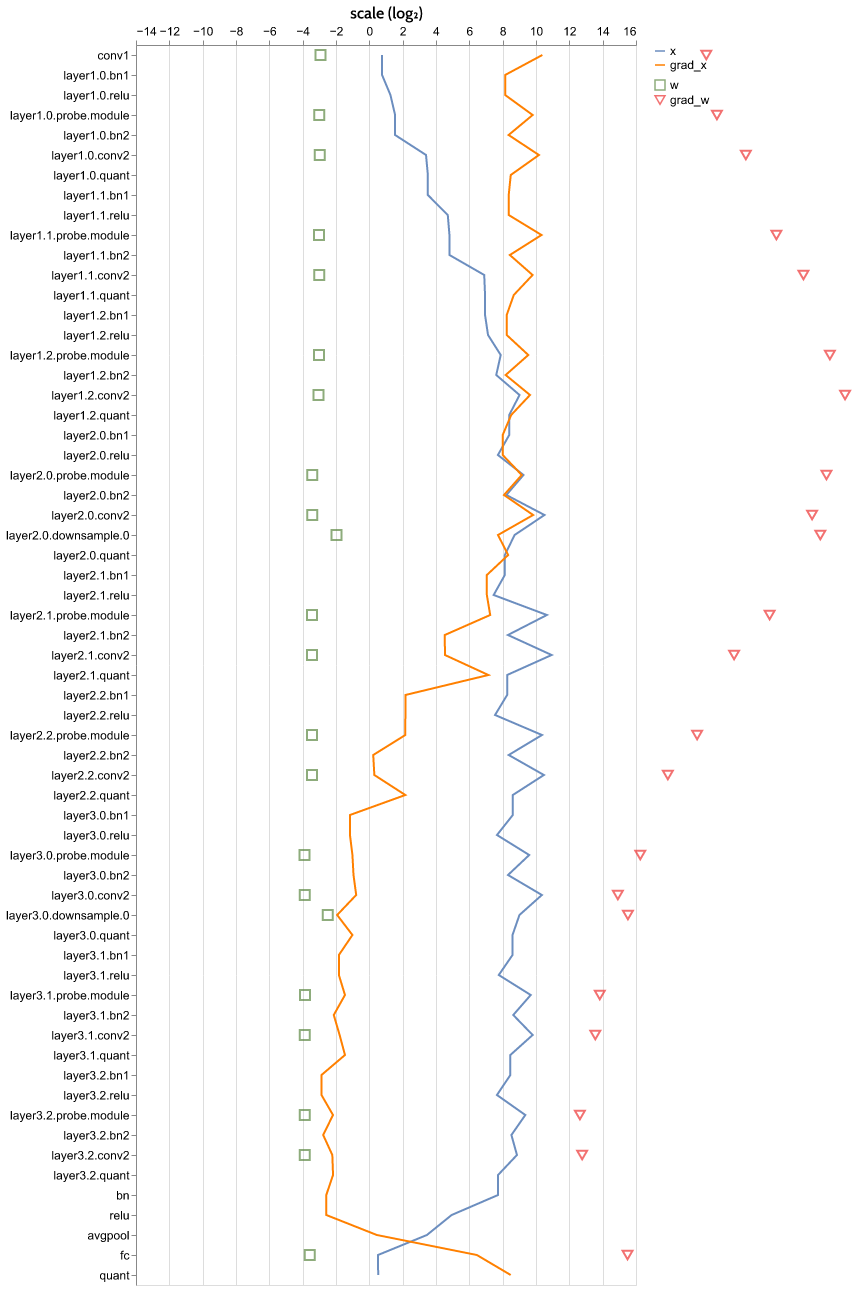 scale (log₂)
−14 −12 −10 −8 −6 −4 −2 0 2 4 6 8 10 12 14 16
x
grad_x
w
grad_w
conv1
layer1.0.bn1
layer1.0.relu
layer1.0.probe.module
layer1.0.bn2
layer1.0.conv2
layer1.0.quant
layer1.1.bn1
layer1.1.relu
layer1.1.probe.module
layer1.1.bn2
layer1.1.conv2
layer1.1.quant
layer1.2.bn1
layer1.2.relu
layer1.2.probe.module
layer1.2.bn2
layer1.2.conv2
layer1.2.quant
layer2.0.bn1
layer2.0.relu
layer2.0.probe.module
layer2.0.bn2
layer2.0.conv2
layer2.0.downsample.0
layer2.0.quant
layer2.1.bn1
layer2.1.relu
layer2.1.probe.module
layer2.1.bn2
layer2.1.conv2
layer2.1.quant
layer2.2.bn1
layer2.2.relu
layer2.2.probe.module
layer2.2.bn2
layer2.2.conv2
layer2.2.quant
layer3.0.bn1
layer3.0.relu
layer3.0.probe.module
layer3.0.bn2
layer3.0.conv2
layer3.0.downsample.0
layer3.0.quant
layer3.1.bn1
layer3.1.relu
layer3.1.probe.module
layer3.1.bn2
layer3.1.conv2
layer3.1.quant
layer3.2.bn1
layer3.2.relu
layer3.2.probe.module
layer3.2.bn2
layer3.2.conv2
layer3.2.quant
bn
relu
avgpool
fc
quant